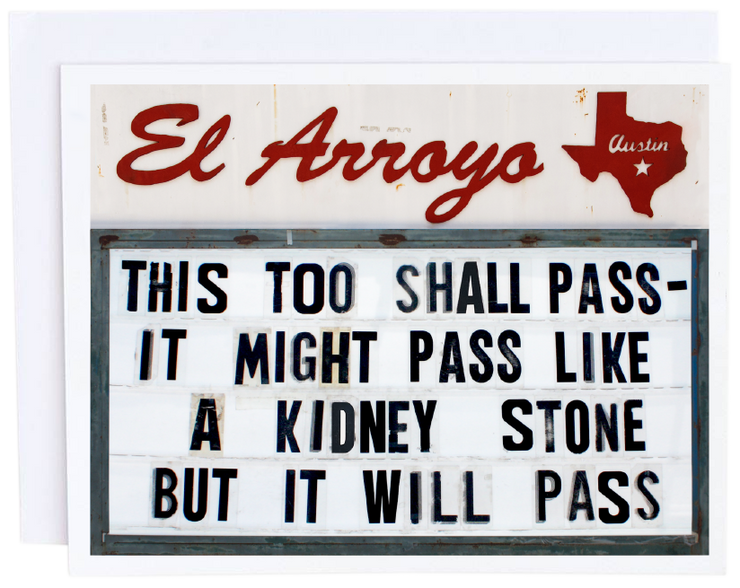 El Arroyo
Austin
THIS TOO SHALL PASS-
IT MIGHT PASS LIKE
A KIDNEY STONE
BUT IT WILL PASS